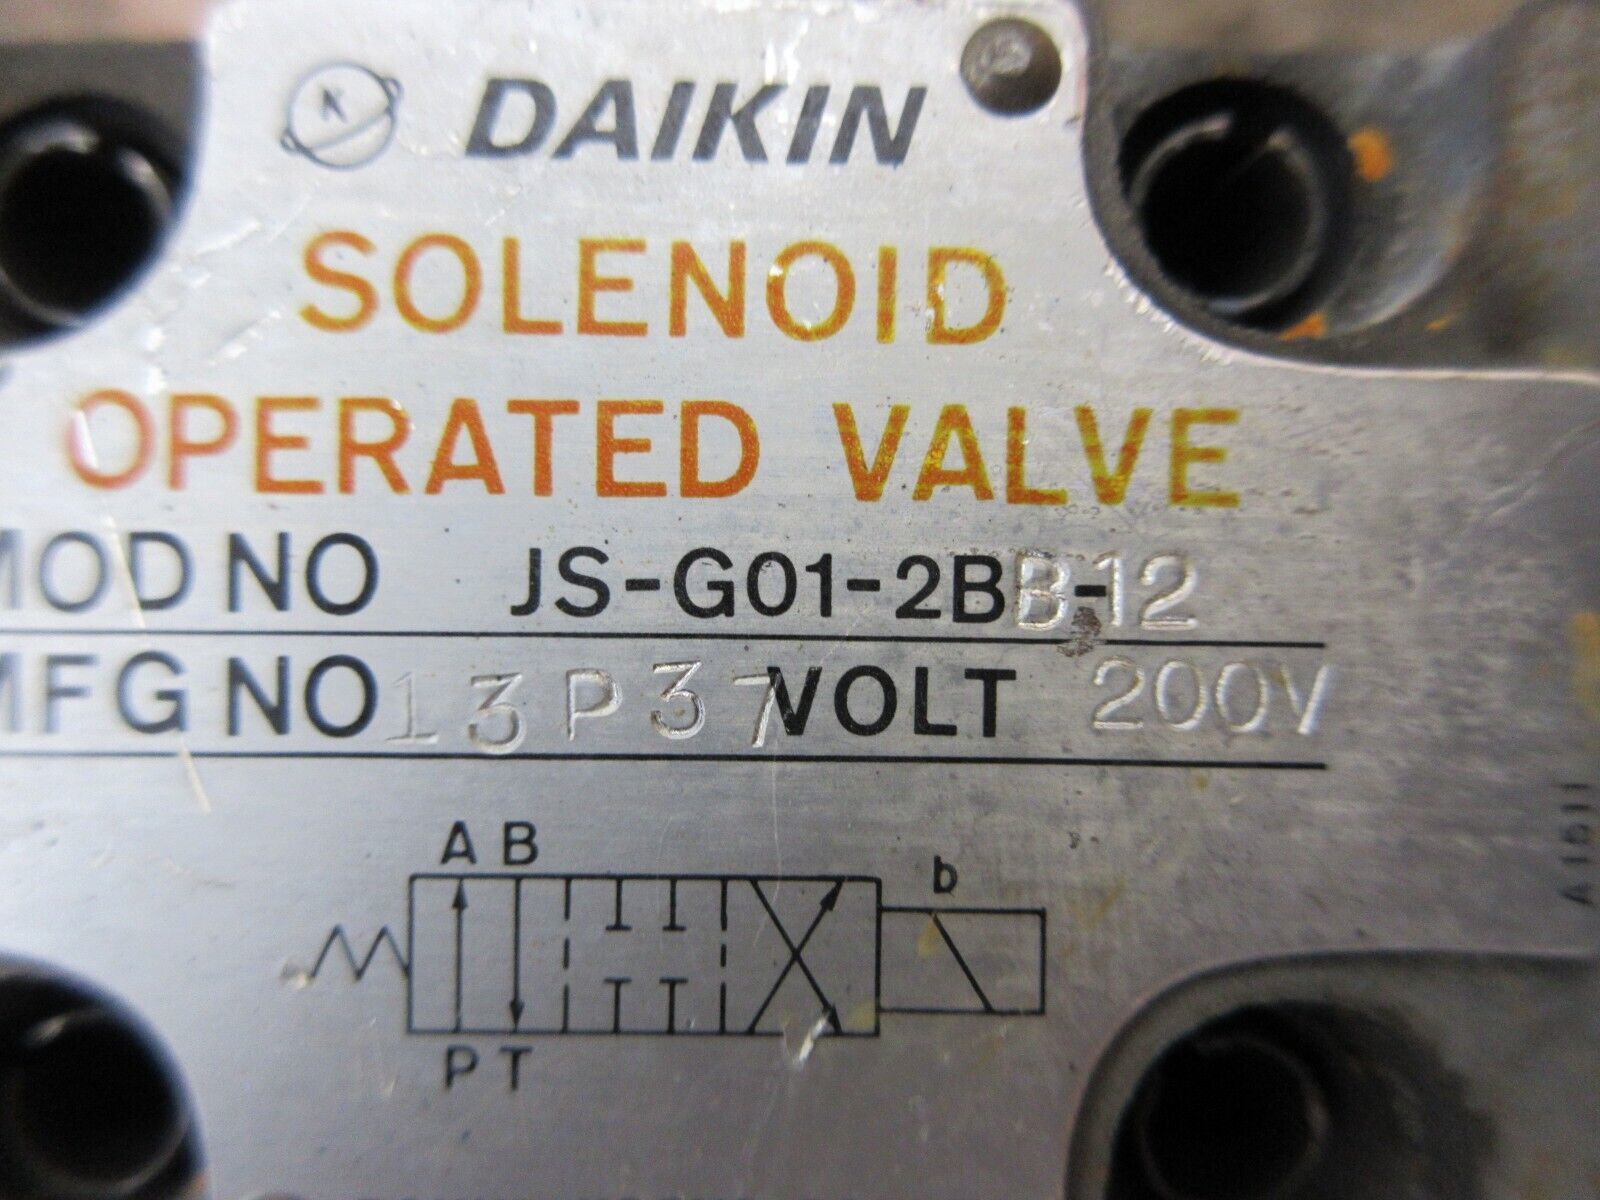 DAIKIN
SOLENOID
OPERATED VALVE
MOD NO JS-G01-2BB-12
MFG NO 13P37 VOLT 200V
A B
b
P T